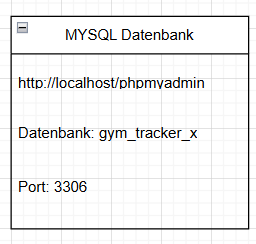 MYSQL Datenbank
http://localhost/phpmyadmin
Datenbank: gym_tracker_x
Port: 3306